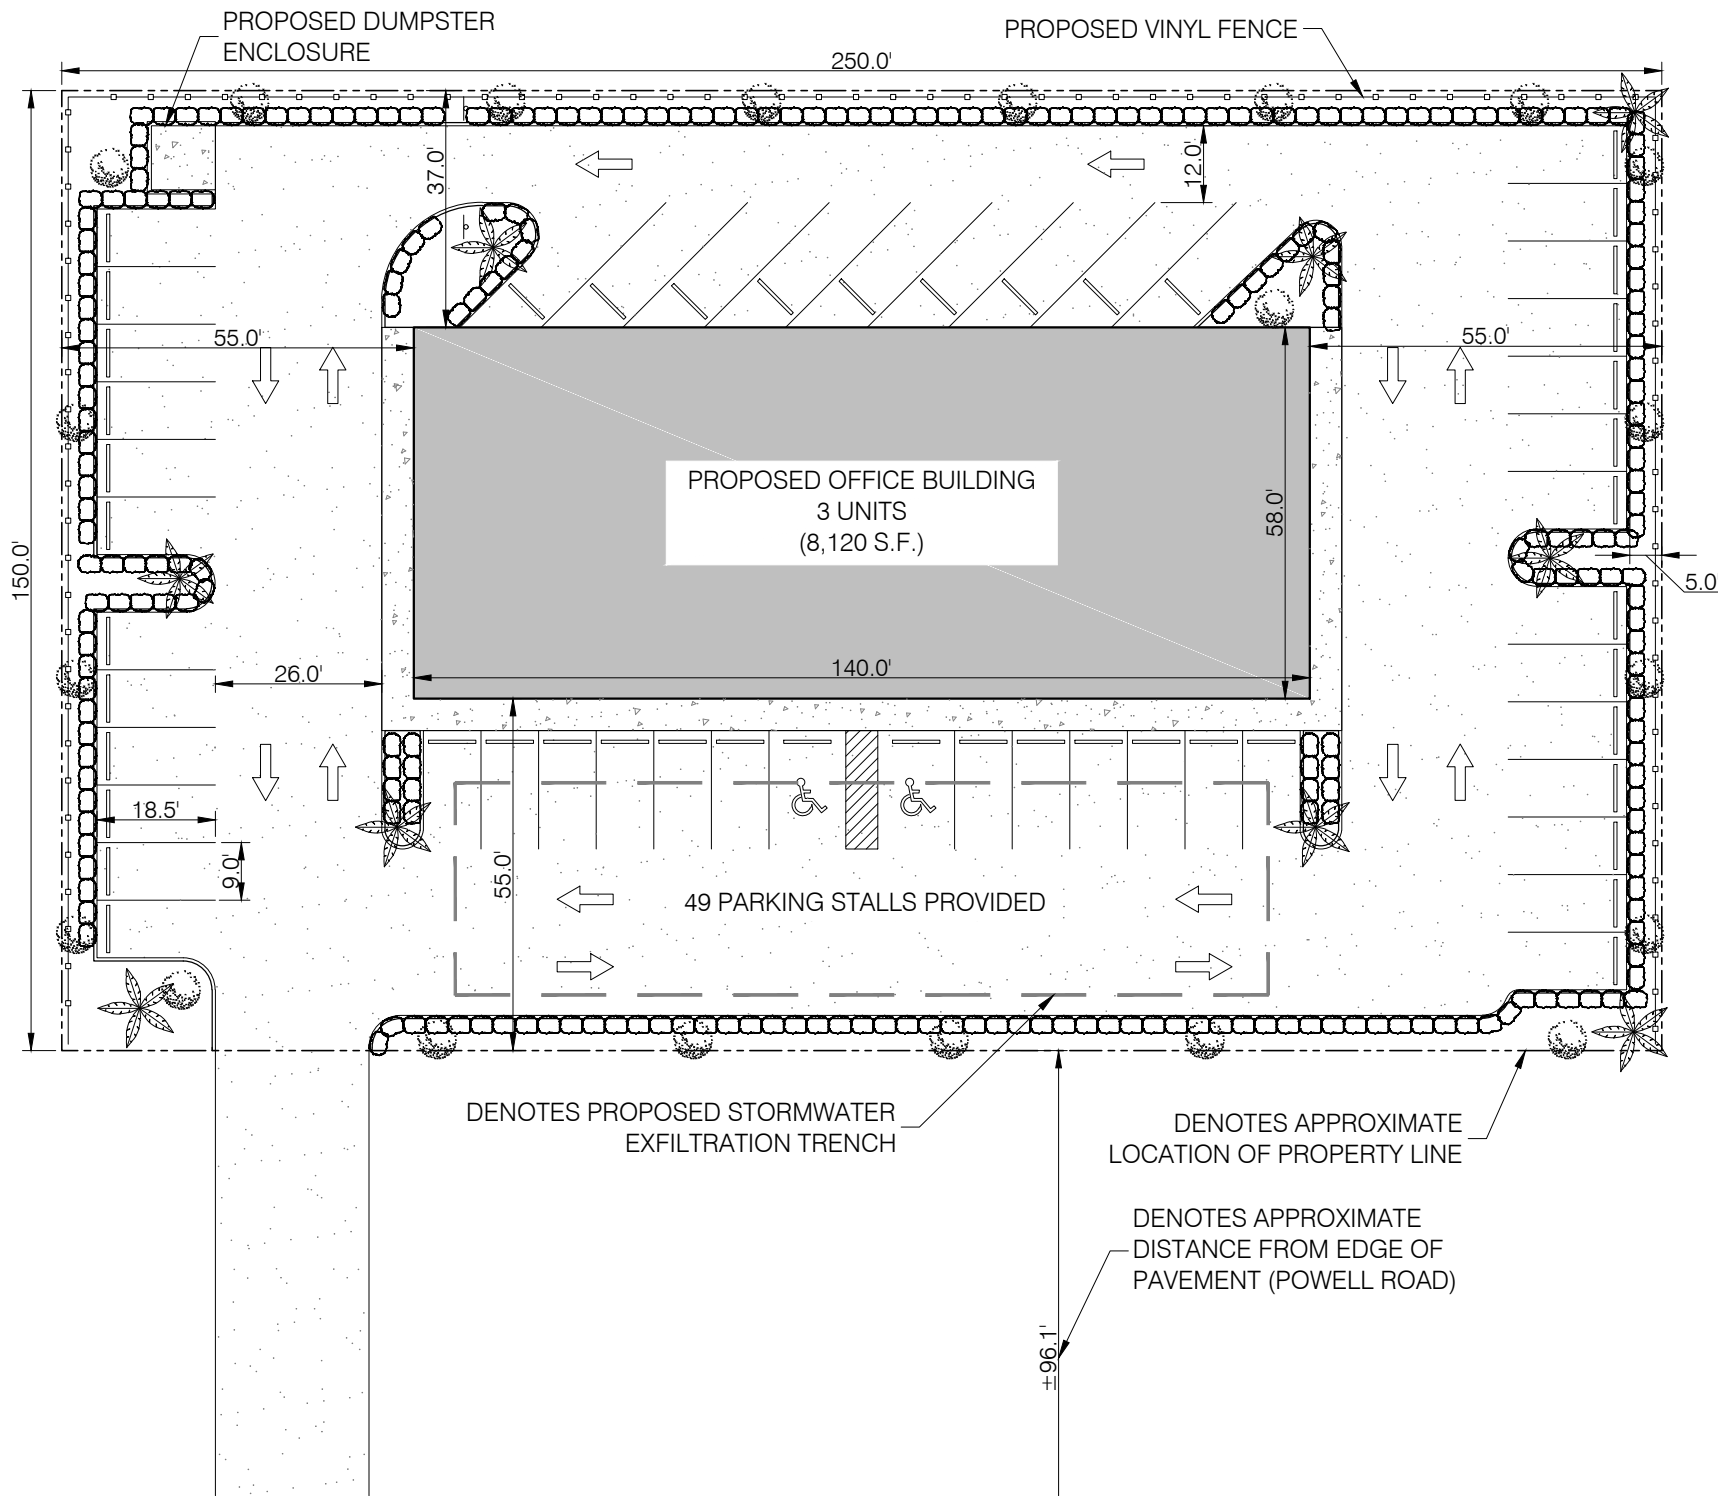 PROPOSED DUMPSTER
ENCLOSURE
PROPOSED VINYL FENCE
250.0'
37.0'
12.0'
55.0'
55.0'
150.0'
PROPOSED OFFICE BUILDING
3 UNITS
(8,120 S.F.)
58.0'
5.0
26.0'
140.0'
18.5'
9.0'
55.0'
49 PARKING STALLS PROVIDED
DENOTES PROPOSED STORMWATER
EXFILTRATION TRENCH
DENOTES APPROXIMATE
LOCATION OF PROPERTY LINE
DENOTES APPROXIMATE
DISTANCE FROM EDGE OF
PAVEMENT (POWELL ROAD)
±96.1'